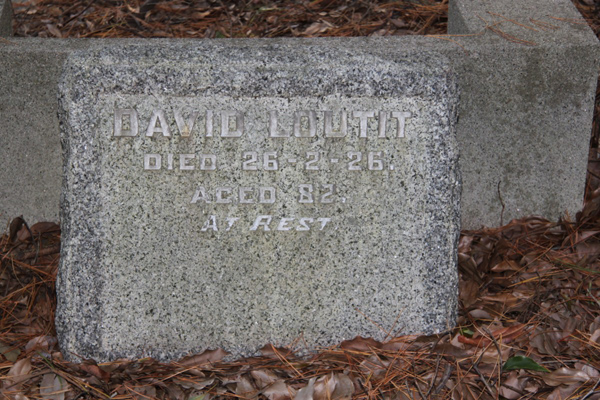 DAVID LOUTIT
DIED 26-2-26.
AGED 82.
AT REST